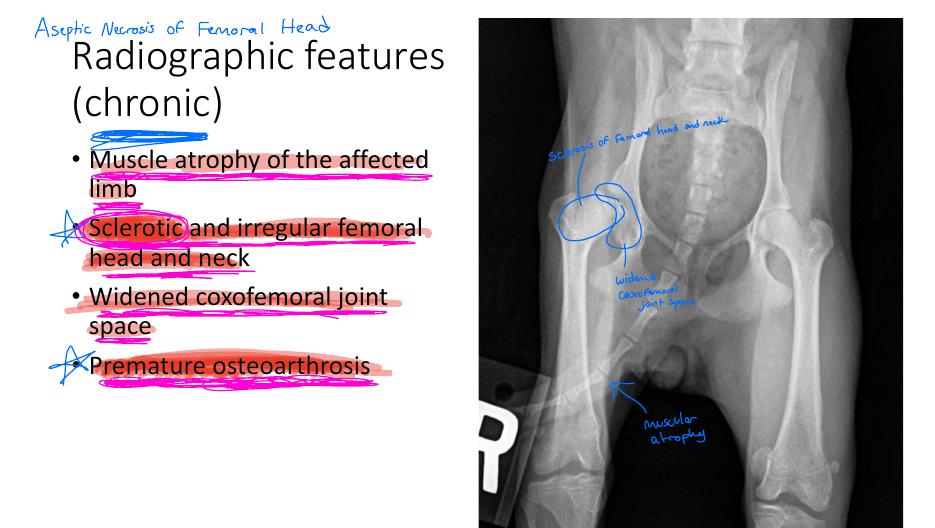 Aseptic Necrosis of Femoral Head
Radiographic features
(chronic)
• Muscle atrophy of the affected
limb
• Sclerotic and irregular femoral
head and neck
• Widened coxofemoral joint
space
• Premature osteoarthrosis
Sclerosis of femoral head and neck
widened
coxofemoral
joint space
muscular
atrophy
R